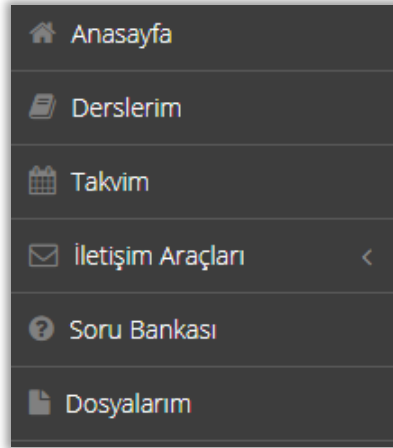 Anasayfa
Derslerim
Takvim
İletişim Araçları
Soru Bankası
Dosyalarım